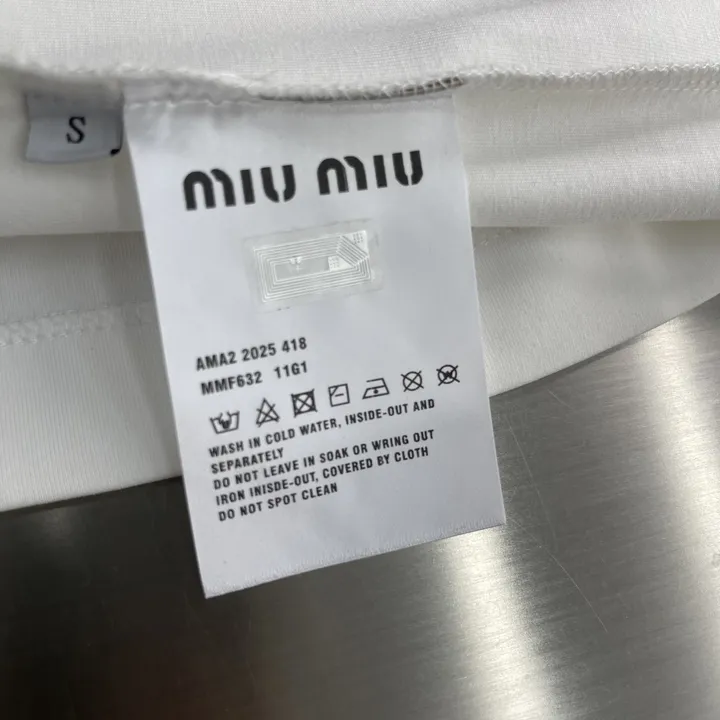 S
MIU MIU
AMA2 2025 418
MMF632 11G1
WASH IN COLD WATER, INSIDE-OUT AND
SEPARATELY
DO NOT LEAVE IN SOAK OR WRING OUT
IRON INISDE-OUT, COVERED BY CLOTH
DO NOT SPOT CLEAN